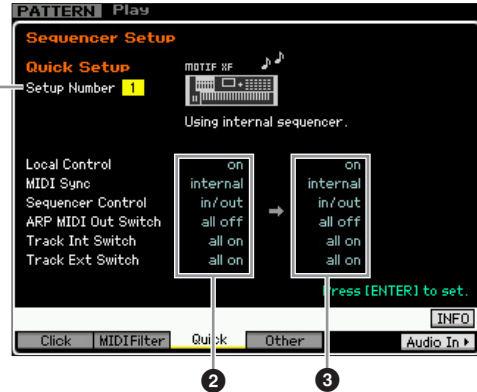 PATTERN Play
Sequencer Setup
Quick Setup
MOTIF XF
Setup Number 1
Using internal sequencer.
Local Control on on
MIDI Sync internal internal
Sequencer Control in/out → in/out
ARP MIDI Out Switch all off all off
Track Int Switch all on all on
Track Ext Switch all on all on
Press [ENTER] to set.
INFO
Click MIDIFilter Quick Other Audio In
2 3